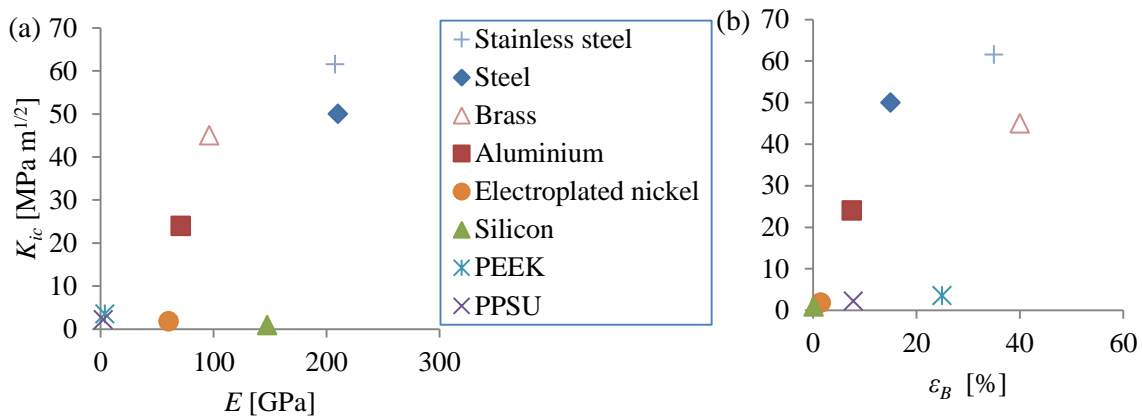 (a)
K_ic [MPa m^1/2]
70
60
50
40
30
20
10
0
0 100 200 300
E [GPa]
Stainless steel
Steel
Brass
Aluminium
Electroplated nickel
Silicon
PEEK
PPSU
(b)
70
60
50
40
30
20
10
0
0 20 40 60
ε_B [%]